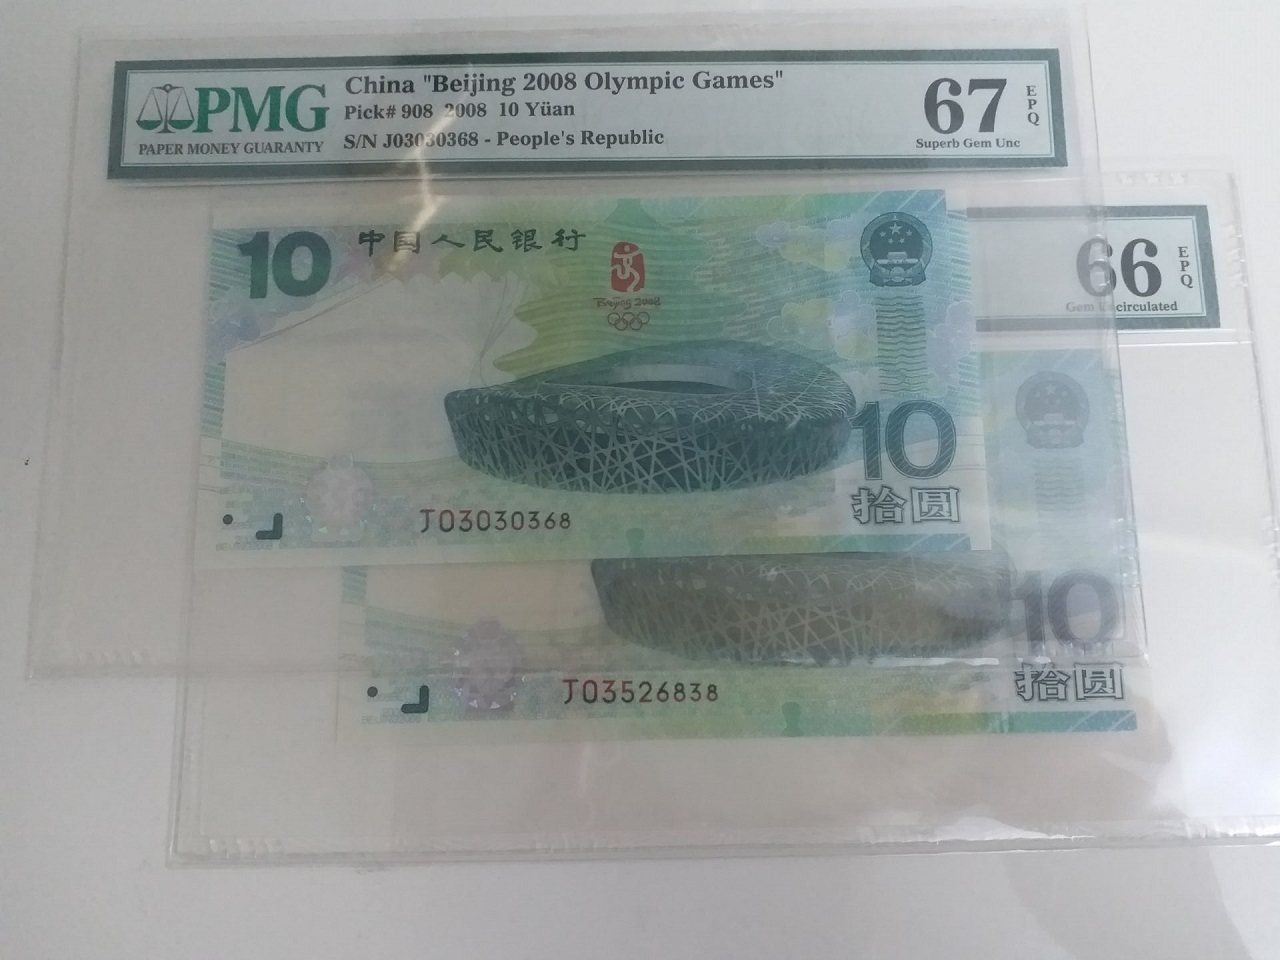 PMG
PAPER MONEY GUARANTY
China "Beijing 2008 Olympic Games"
Pick# 908 2008 10 Yüan
S/N J03030368 - People's Republic
67
EPQ
Superb Gem Unc
66
EPQ
Gem Uncirculated
10
中国人民银行
Beijing 2008
10
拾圆
J03030368
10
拾圆
J03526838